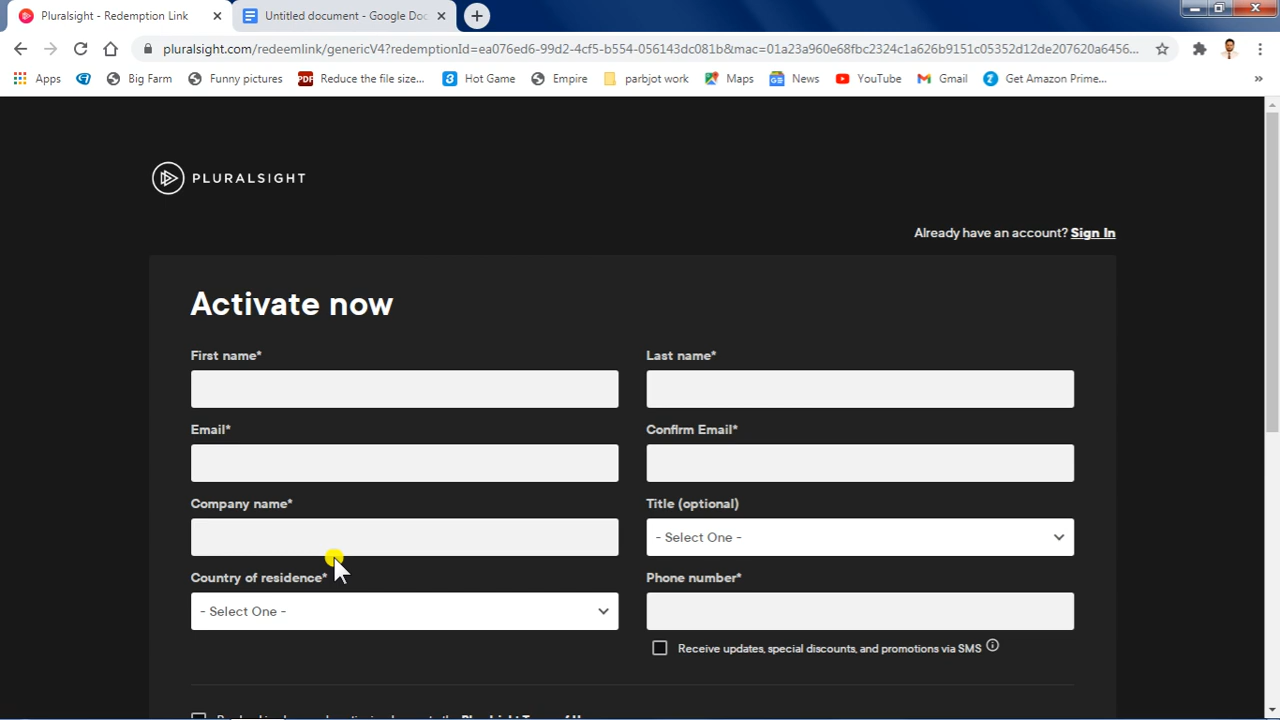 Pluralsight - Redemption Link
Untitled document - Google Doc
pluralsight.com/redeemlink/genericV4?redemptionId=ea076ed6-99d2-4cf5-b554-056143dc081b&mac=01a23a960e68fbc2324c1a626b9151c05352d12de207620a6456...
Apps
Big Farm
Funny pictures
PDF Reduce the file size...
Hot Game
Empire
parbjot work
Maps
News
YouTube
Gmail
Get Amazon Prime...
PLURALSIGHT
Already have an account? Sign In
Activate now
First name* Last name*
Email* Confirm Email*
Company name* Title (optional)
- Select One -
Country of residence* Phone number*
- Select One -
Receive updates, special discounts, and promotions via SMS